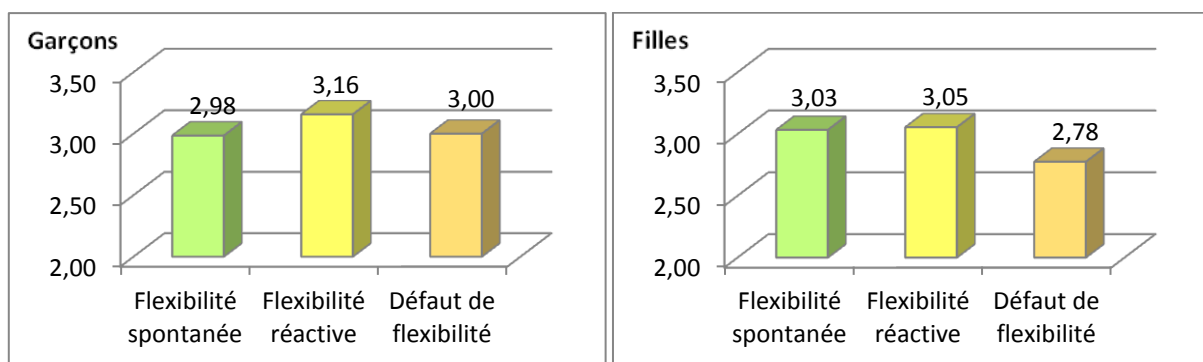 Garçons
3,50
3,00
2,50
2,00
2,98
3,16
3,00
Flexibilité spontanée
Flexibilité réactive
Défaut de flexibilité
Filles
3,50
3,00
2,50
2,00
3,03
3,05
2,78
Flexibilité spontanée
Flexibilité réactive
Défaut de flexibilité